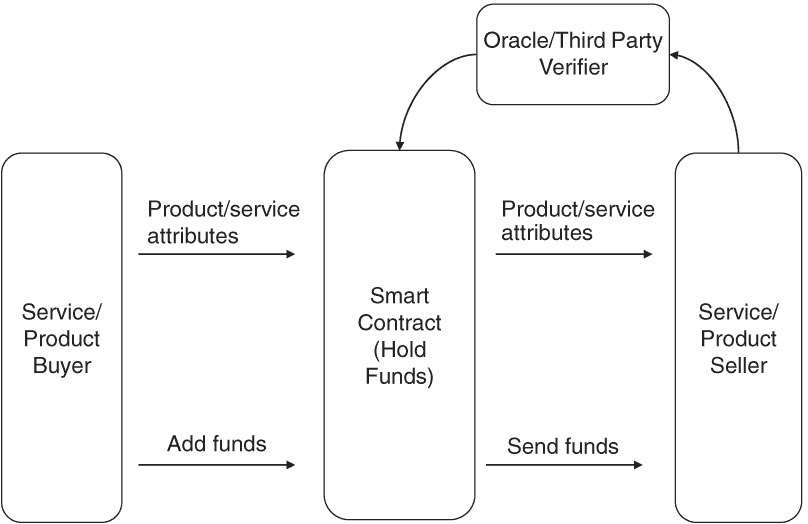 Oracle/Third Party
Verifier
Product/service
attributes
Product/service
attributes
Service/
Product
Buyer
Smart
Contract
(Hold
Funds)
Service/
Product
Seller
Add funds
Send funds